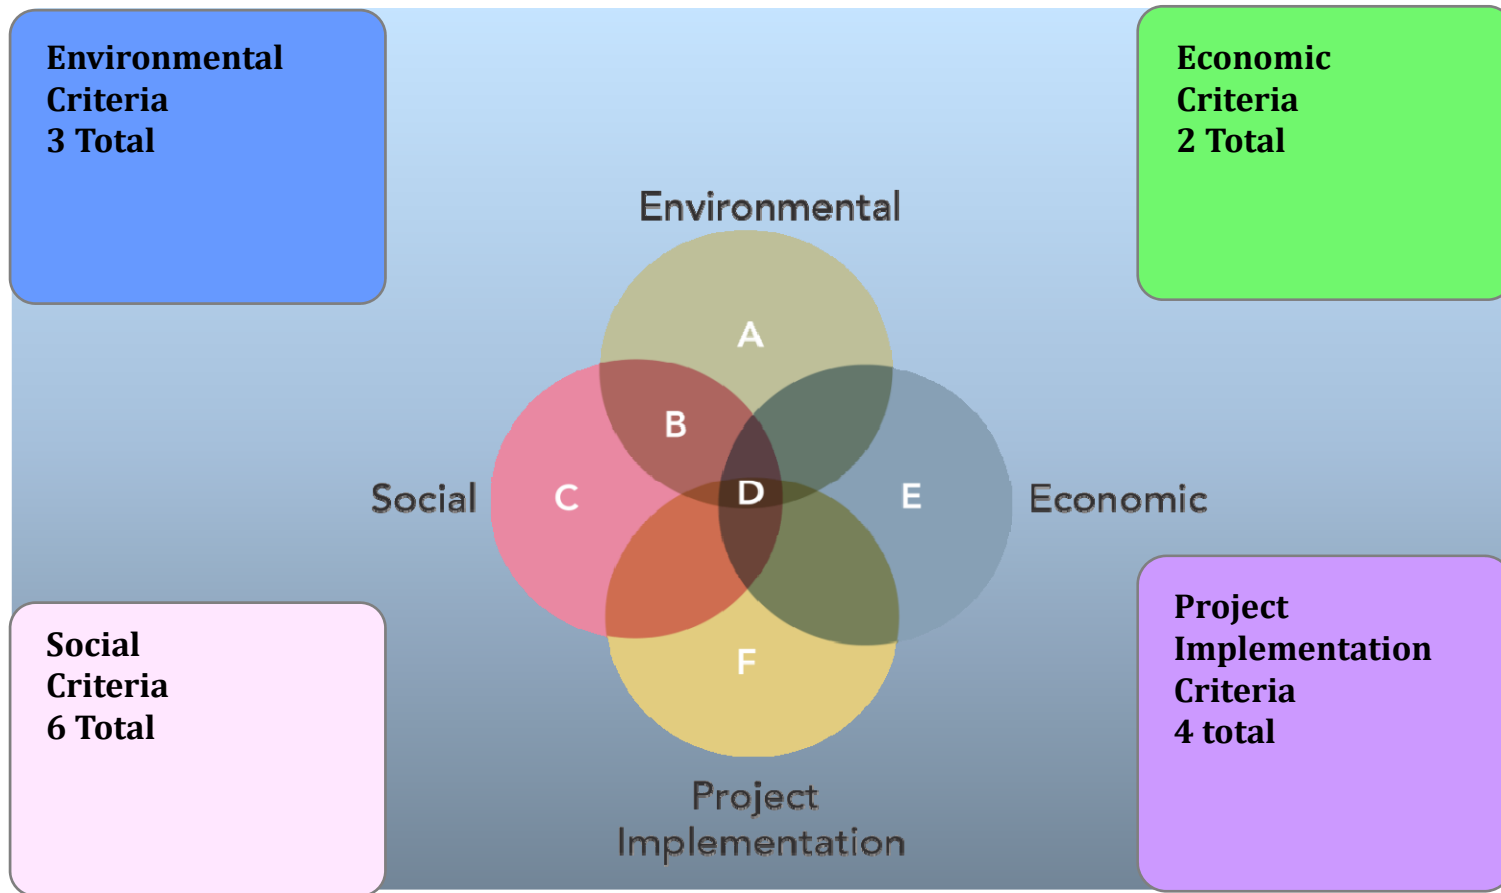 Environmental
Criteria
3 Total
Economic
Criteria
2 Total
Environmental
A
B
Social
C
D
E
Economic
F
Social
Criteria
6 Total
Project
Implementation
Criteria
4 total
Project
Implementation